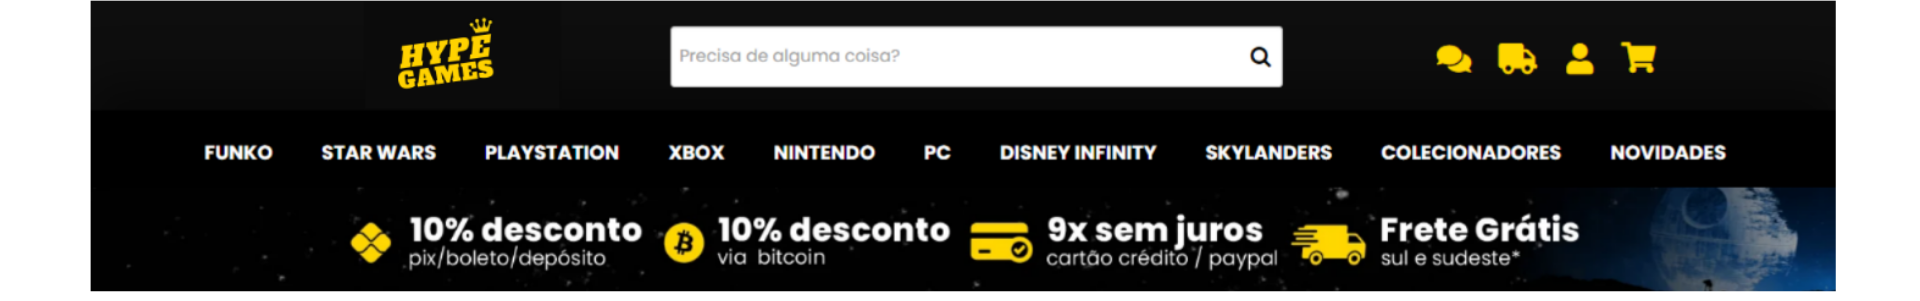 HYPE
GAMES
Precisa de alguma coisa?
FUNKO STAR WARS PLAYSTATION XBOX NINTENDO PC DISNEY INFINITY SKYLANDERS COLECIONADORES NOVIDADES
10% desconto
pix/boleto/depósito
10% desconto
via bitcoin
9x sem juros
cartão crédito / paypal
Frete Grátis
sul e sudeste*